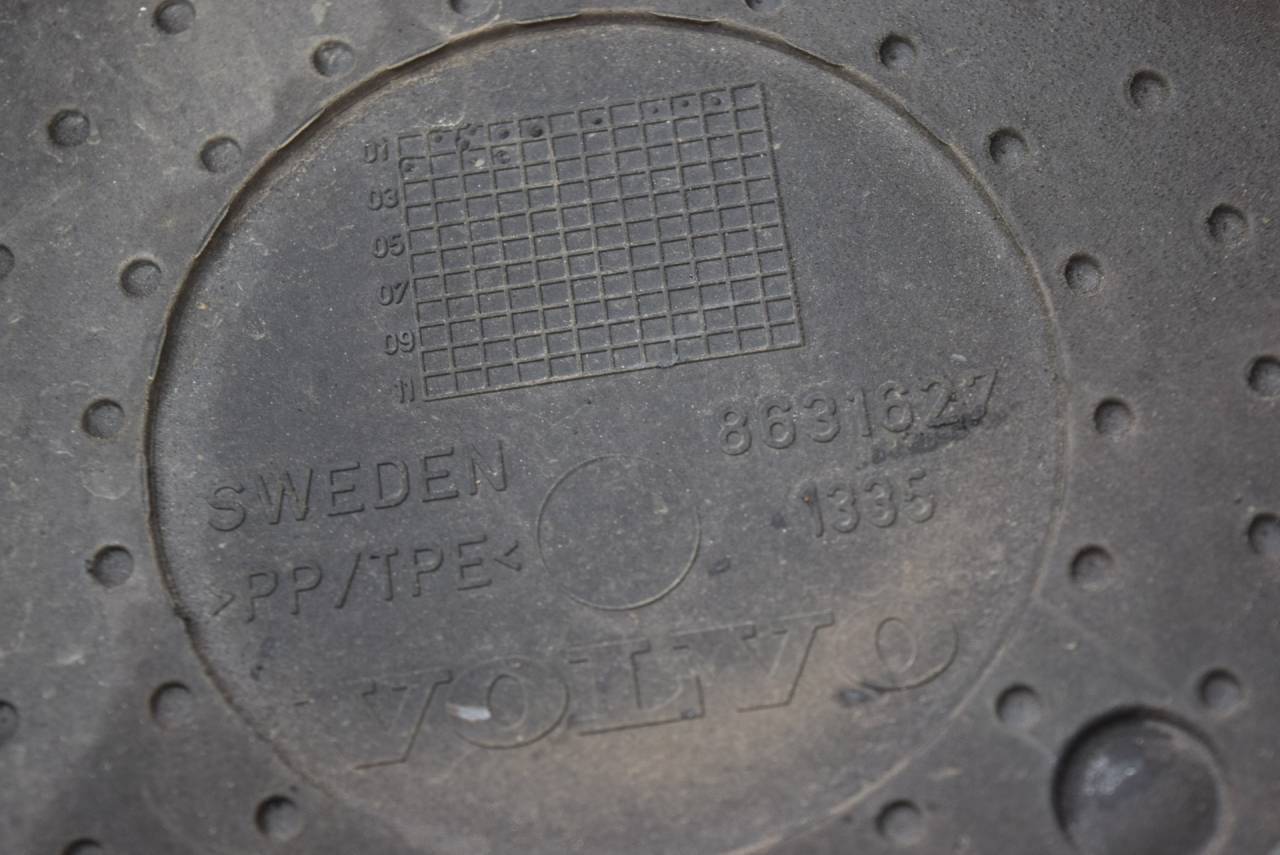 01
03
05
07
09
11
8631627
SWEDEN
1335
>PP/TPE<
VOLVO